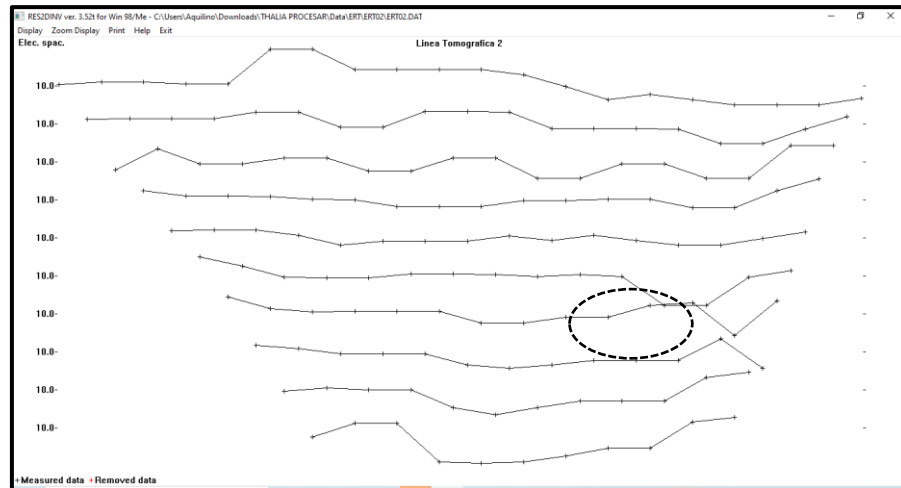 RES2DINV ver. 3.52t for Win 98/Me - C:\Users\Aquilino\Downloads\THALIA PROCESAR\Data\ERT\ERT02\ERT02.DAT
Display Zoom Display Print Help Exit
Elec. spac. Linea Tomografica 2
10.0-
10.0-
10.0-
10.0-
10.0-
10.0-
10.0-
10.0-
10.0-
10.0-
+Measured data +Removed data